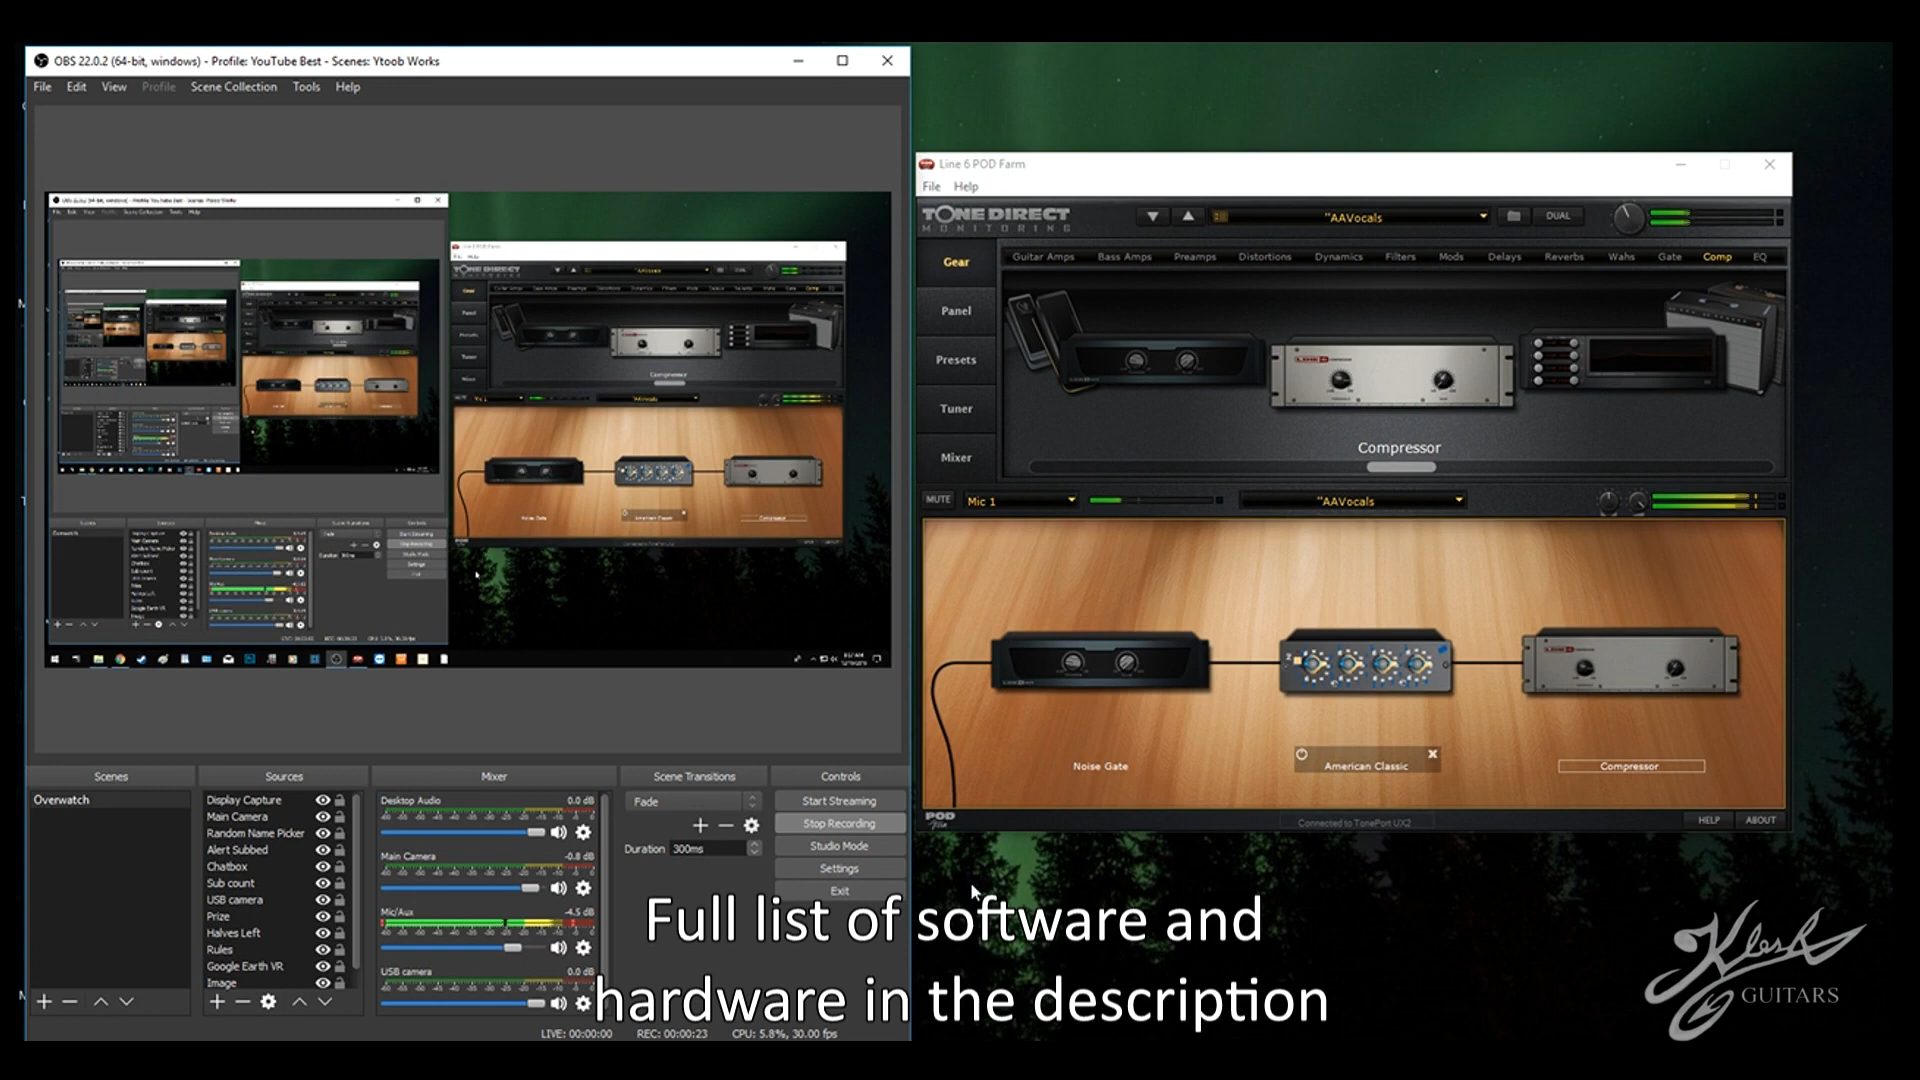 OBS 22.0.2 (64-bit, windows) - Profile: YouTube Best - Scenes: Ytoob Works
File Edit View Profile Scene Collection Tools Help
Line 6 POD Farm
File Help
TONE DIRECT
MONITORING
"AAVocals
DUAL
Gear
Panel
Presets
Tuner
Mixer
Guitar Amps Bass Amps Preamps Distortions Dynamics Filters Mods Delays Reverbs Wahs Gate Comp EQ
Compressor
MUTE Mic 1 "AAVocals
Noise Gate
American Classic
Compressor
POD
Connected to TonePort UX2
HELP ABOUT
Scenes
Overwatch
Sources
Display Capture
Main Camera
Random Name Picker
Alert Subbed
Chatbox
Sub count
USB camera
Prize
Halves Left
Rules
Google Earth VR
Image
Mixer
Desktop Audio 0.0 dB
Main Camera -0.8 dB
Mic/Aux -4.5 dB
USB camera 0.0 dB
Scene Transitions
Fade
Duration 300ms
Controls
Start Streaming
Stop Recording
Studio Mode
Settings
Exit
LIVE: 00:00:00 REC: 00:00:23 CPU: 5.8%, 30.00 fps
Full list of software and
hardware in the description
Klosh
GUITARS